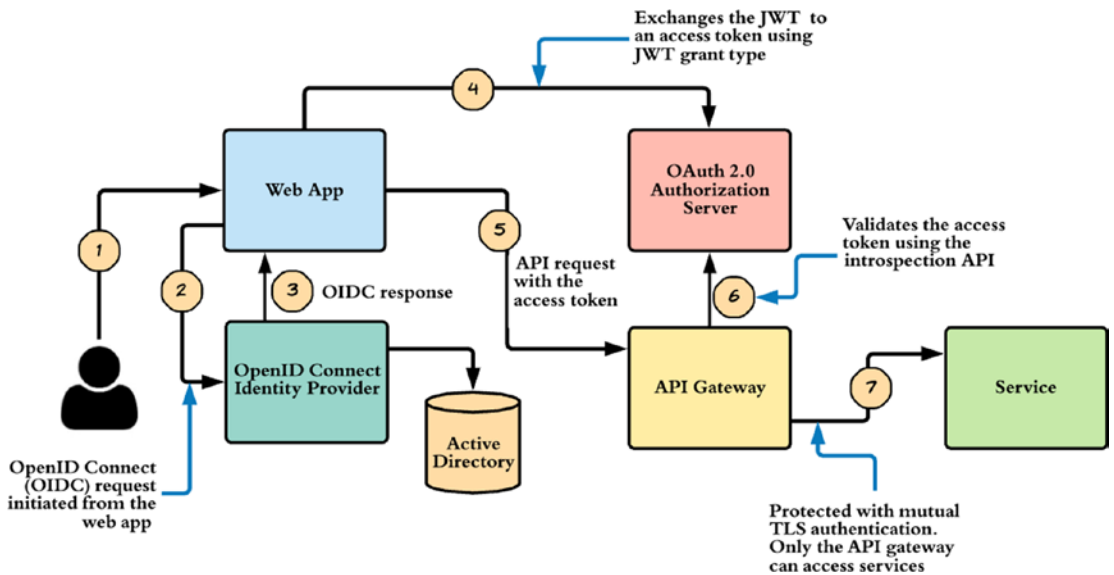 Exchanges the JWT to
an access token using
JWT grant type
4
Web App
OAuth 2.0
Authorization
Server
1
2
3
OIDC response
5
API request
with the
access token
Validates the access
token using the
introspection API
6
OpenID Connect
Identity Provider
API Gateway
7
Service
Active
Directory
OpenID Connect
(OIDC) request
initiated from the
web app
Protected with mutual
TLS authentication.
Only the API gateway
can access services